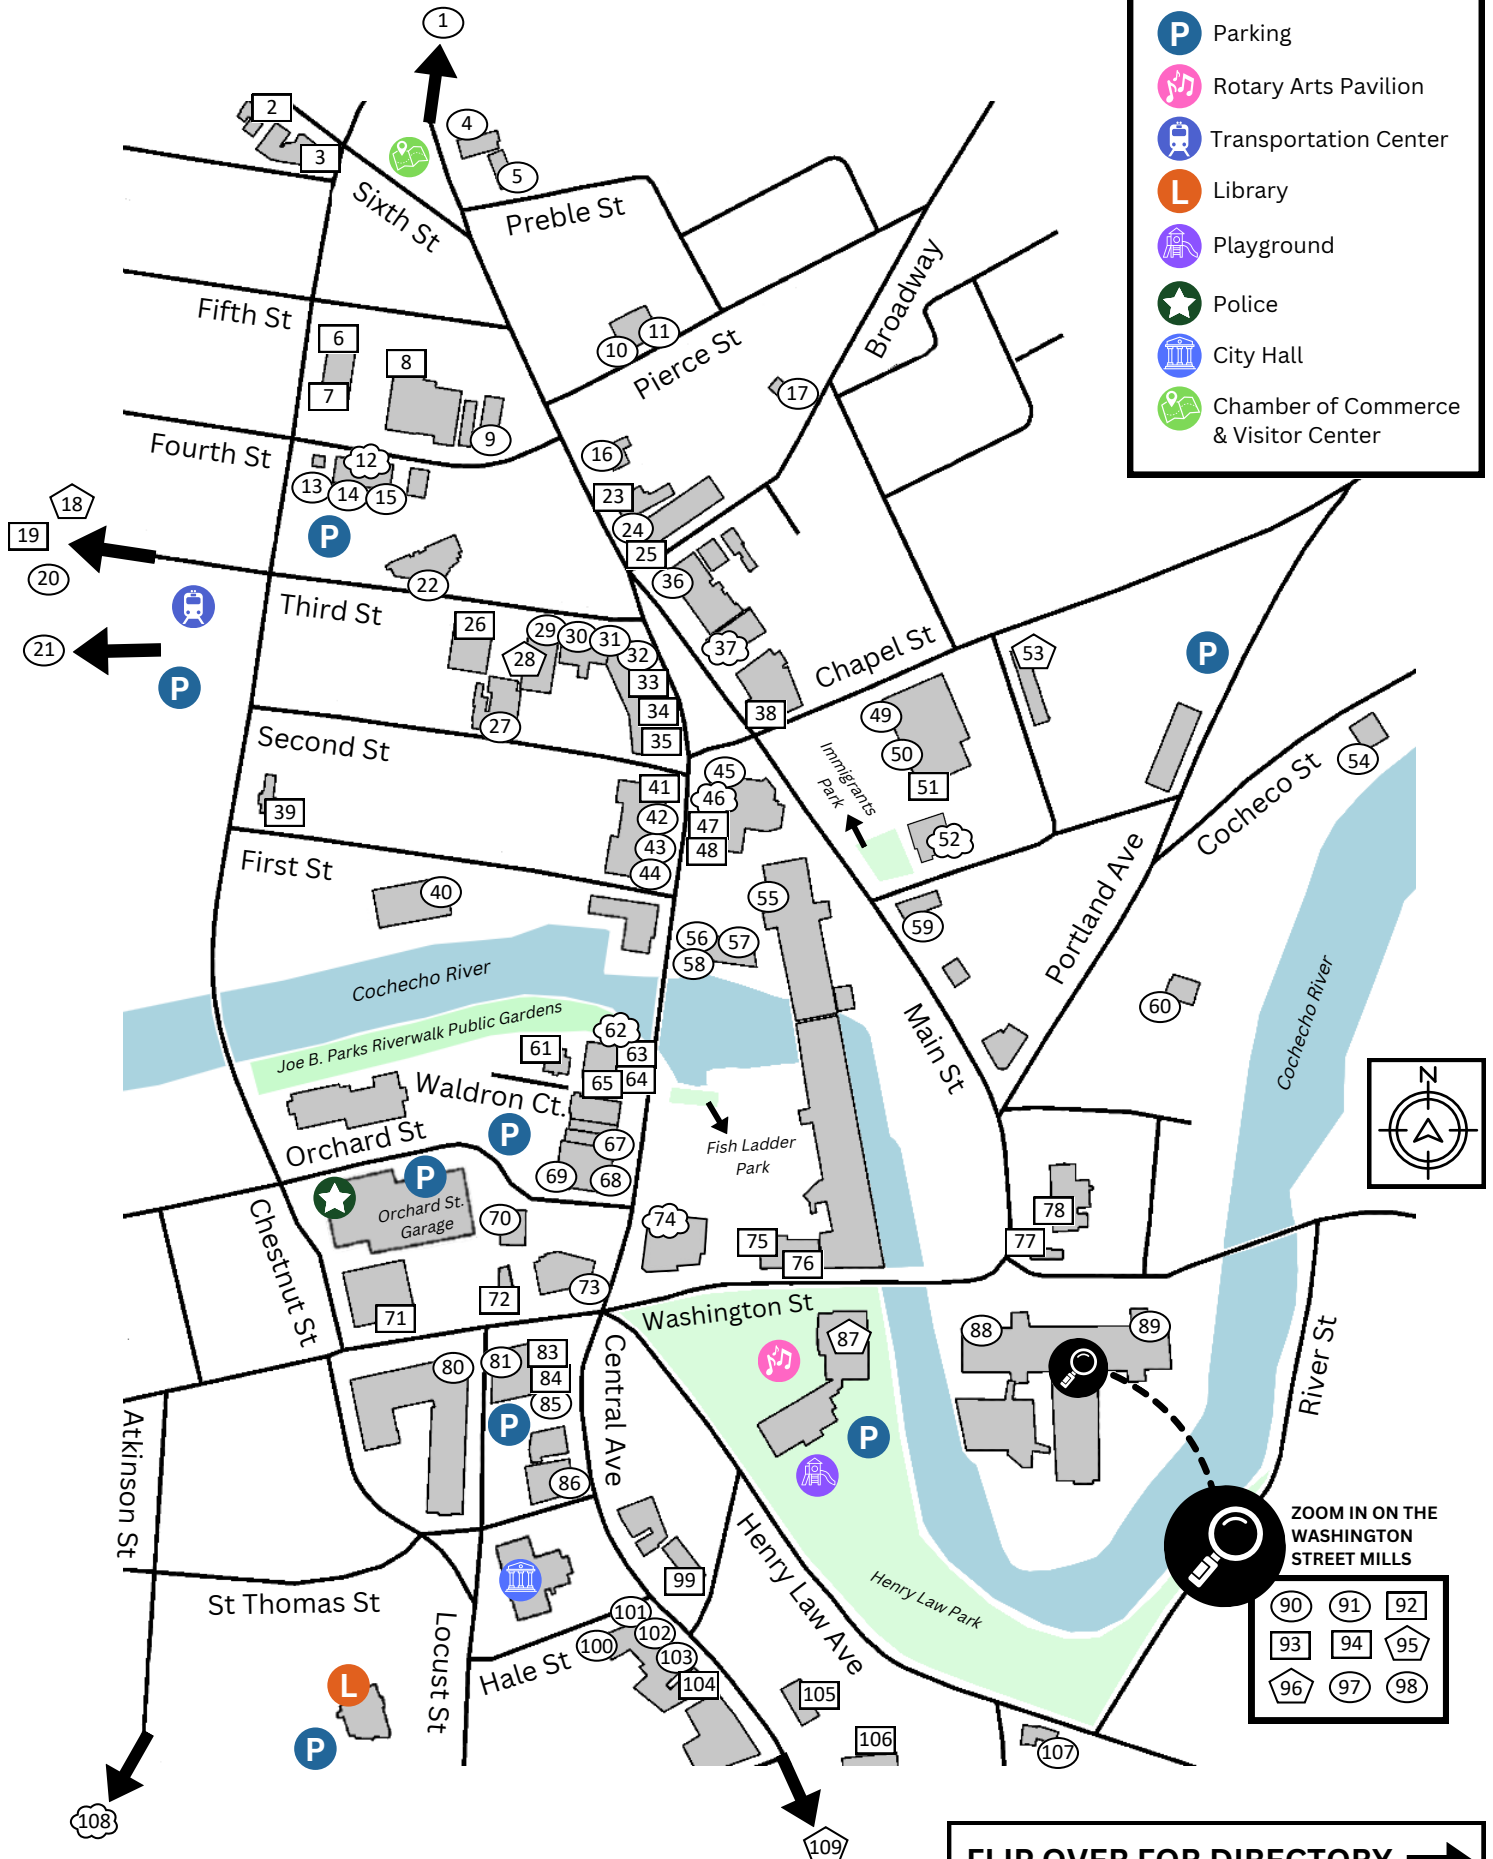 1
P Parking
Rotary Arts Pavilion
Transportation Center
L Library
Playground
Police
City Hall
Chamber of Commerce
& Visitor Center
2
3
4
5
Sixth St
Preble St
Broadway
Fifth St
6
7
8
9
10
11
Pierce St
17
Fourth St
12
13
14
15
P
16
18
19
20
21
P
22
23
24
25
36
37
38
Third St
26
27
28
29
30
31
32
33
34
35
Chapel St
53
P
54
49
50
51
52
Immigrants
Park
Second St
39
41
42
43
44
45
46
47
48
Cocheco St
First St
40
55
56
57
58
59
Portland Ave
60
Cochecho River
Joe B. Parks Riverwalk Public Gardens
Cochecho River
Main St
61
62
63
64
65
Waldron Ct.
P
67
68
69
Fish Ladder
Park
N
Orchard St
P
Orchard St.
Garage
70
71
72
73
74
75
76
77
78
Chestnut St
Washington St
80
81
83
84
85
P
86
Central Ave
87
P
88
89
River St
Atkinson St
ZOOM IN ON THE
WASHINGTON
STREET MILLS
90 91 92
93 94 95
96 97 98
Henry Law Ave
Henry Law Park
99
St Thomas St
Locust St
Hale St
100
101
102
103
104
105
106
107
L
P
108
109
FLIP OVER FOR DIRECTORY